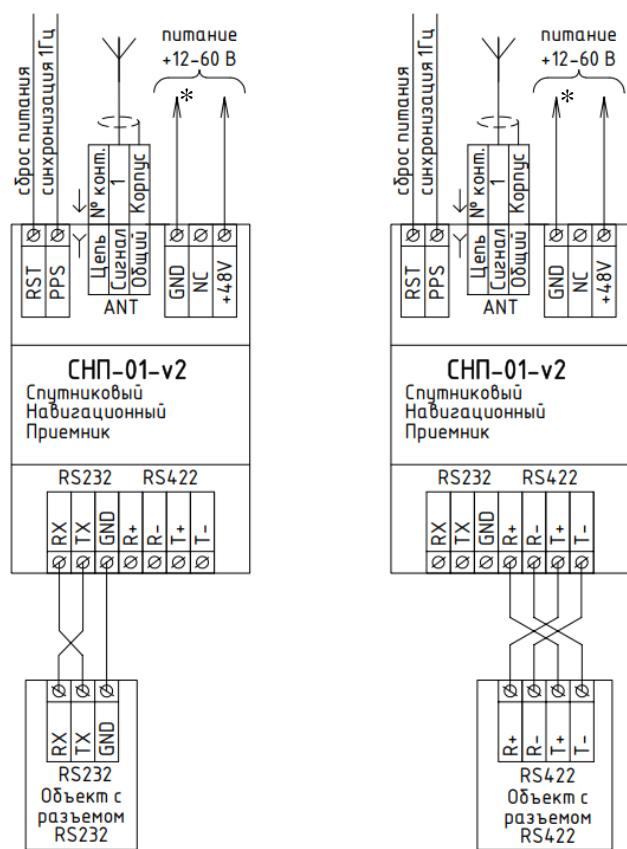 питание
+12-60 В
*
сброс питания
синхронизация 1Гц
№ конт.
1
Корпус
Цепь
Сигнал
Общий
RST
PPS
ANT
GND
NC
+48V
СНП-01-v2
Спутниковый
Навигационный
Приемник
RS232
RS422
RX
TX
GND
R+
R-
T+
T-
RX
TX
GND
RS232
Объект с
разъемом
RS232
питание
+12-60 В
*
сброс питания
синхронизация 1Гц
№ конт.
1
Корпус
Цепь
Сигнал
Общий
RST
PPS
ANT
GND
NC
+48V
СНП-01-v2
Спутниковый
Навигационный
Приемник
RS232
RS422
RX
TX
GND
R+
R-
T+
T-
R+
R-
T+
T-
RS422
Объект с
разъемом
RS422